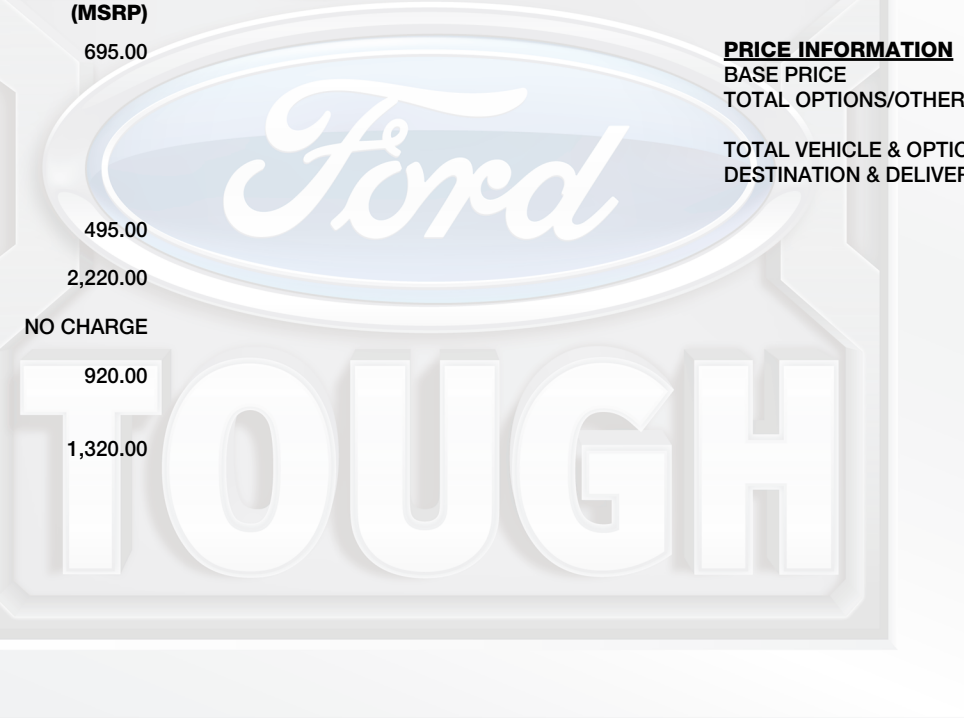 (MSRP)
695.00
495.00
2,220.00
NO CHARGE
920.00
1,320.00
PRICE INFORMATION
BASE PRICE
TOTAL OPTIONS/OTHER
TOTAL VEHICLE & OPTIO
DESTINATION & DELIVER
Ford
TOUGH